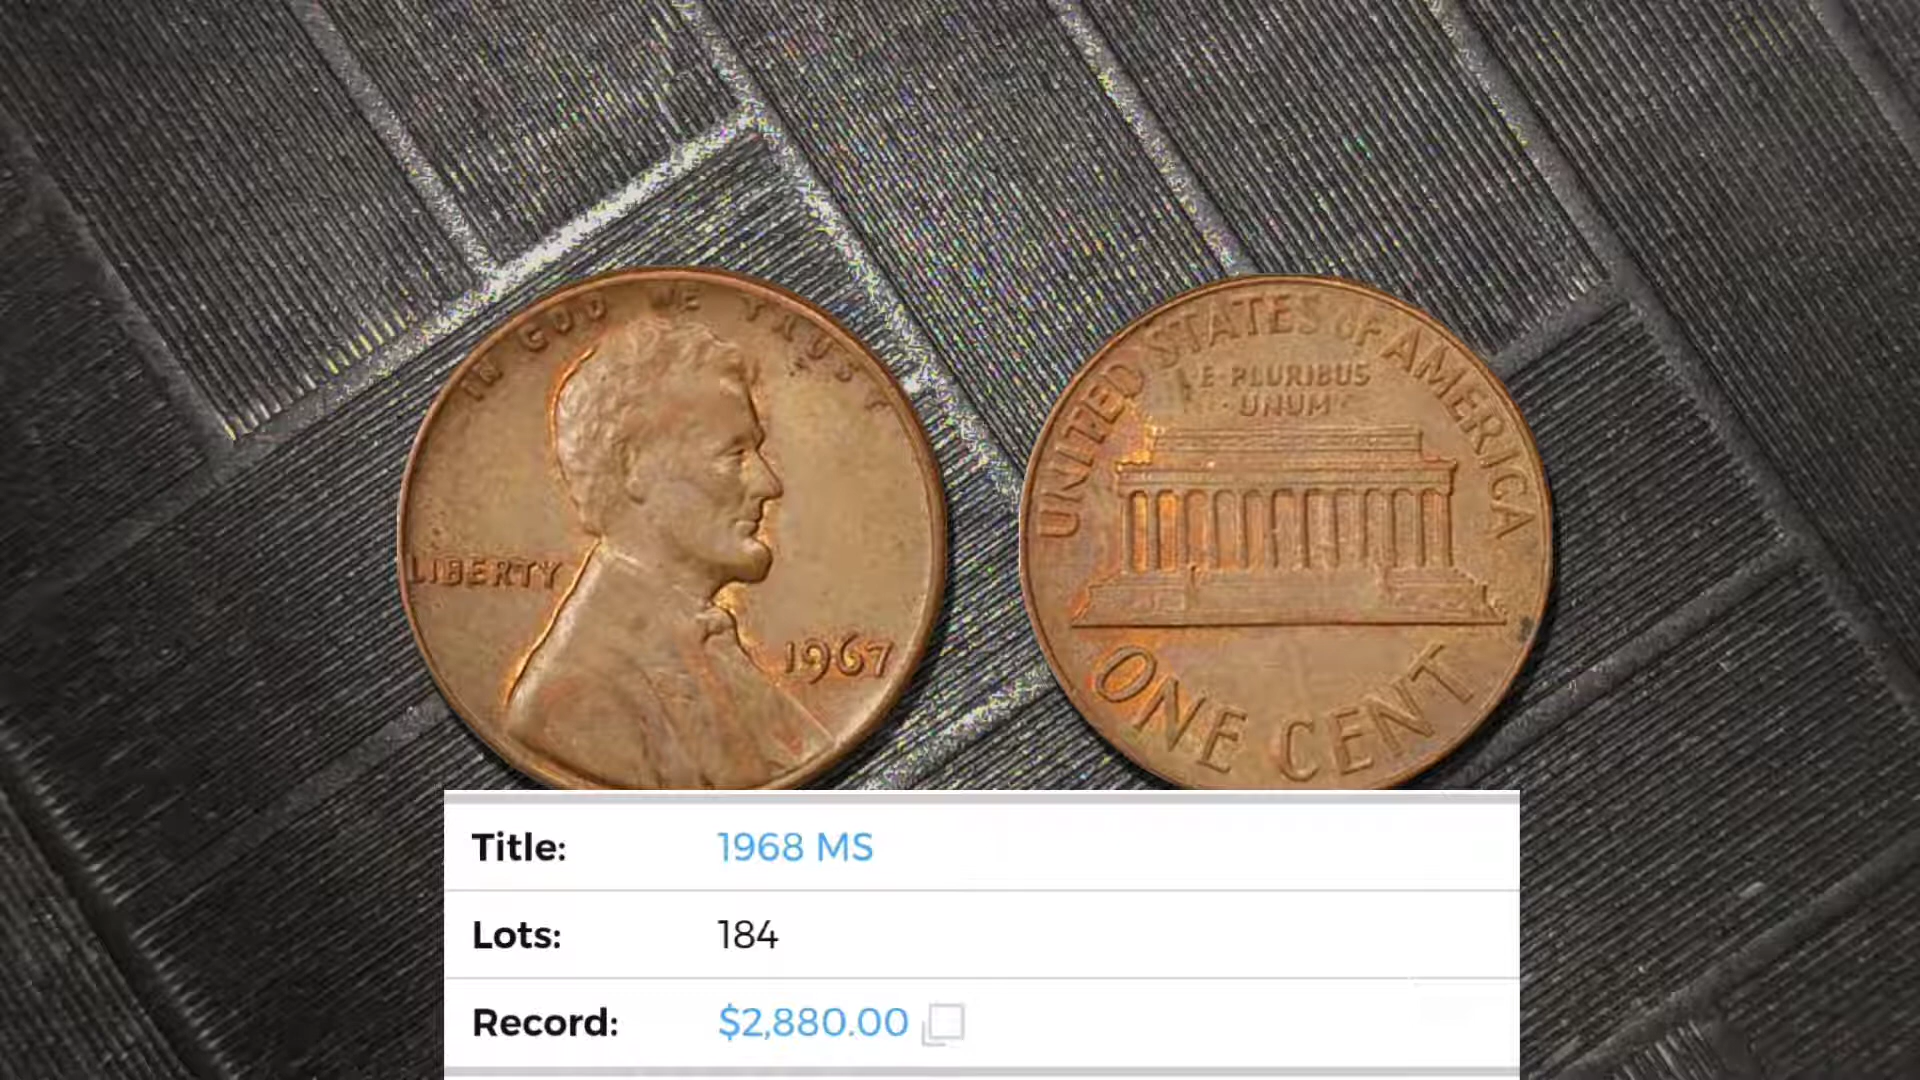 IN GOD WE TRUST
LIBERTY
1967
UNITED STATES OF AMERICA
E·PLURIBUS
·UNUM·
ONE CENT
Title: 1968 MS
Lots: 184
Record: $2,880.00